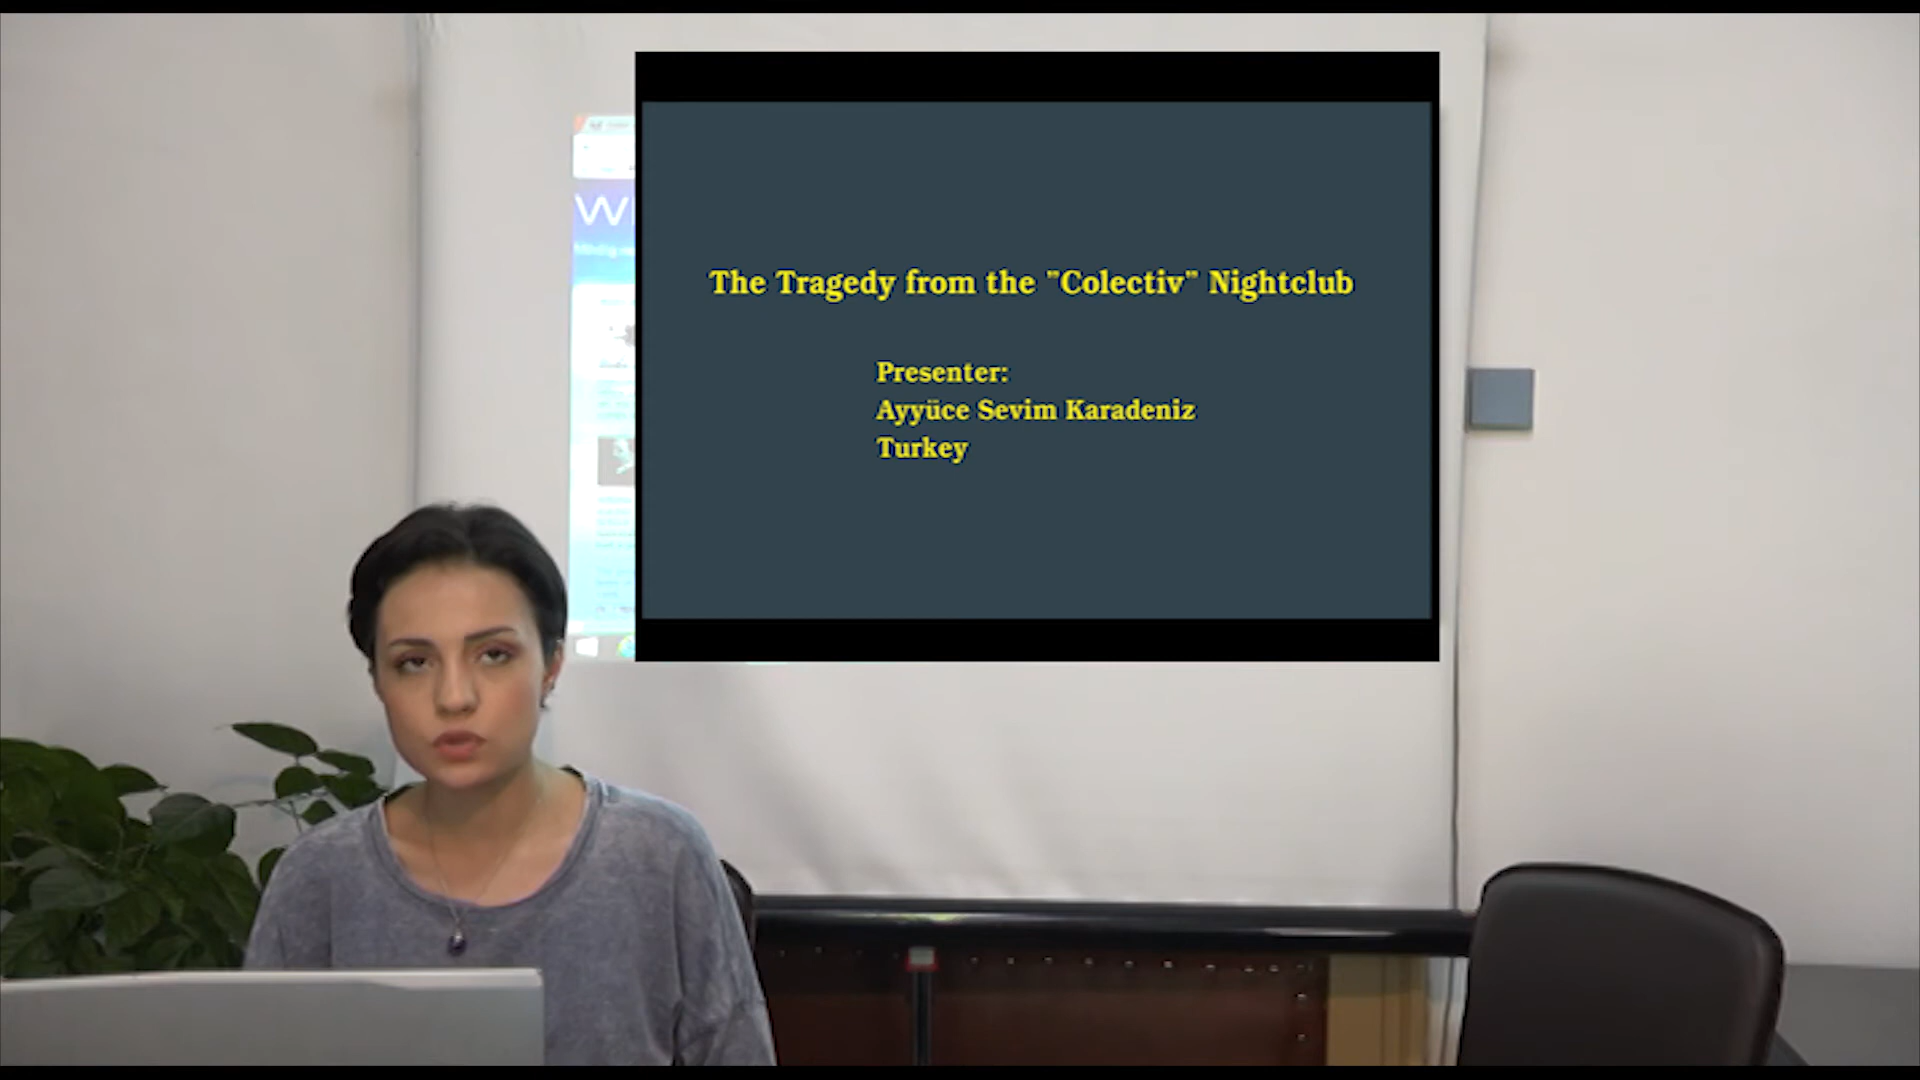 The Tragedy from the "Colectiv" Nightclub
Presenter:
Ayyüce Sevim Karadeniz
Turkey